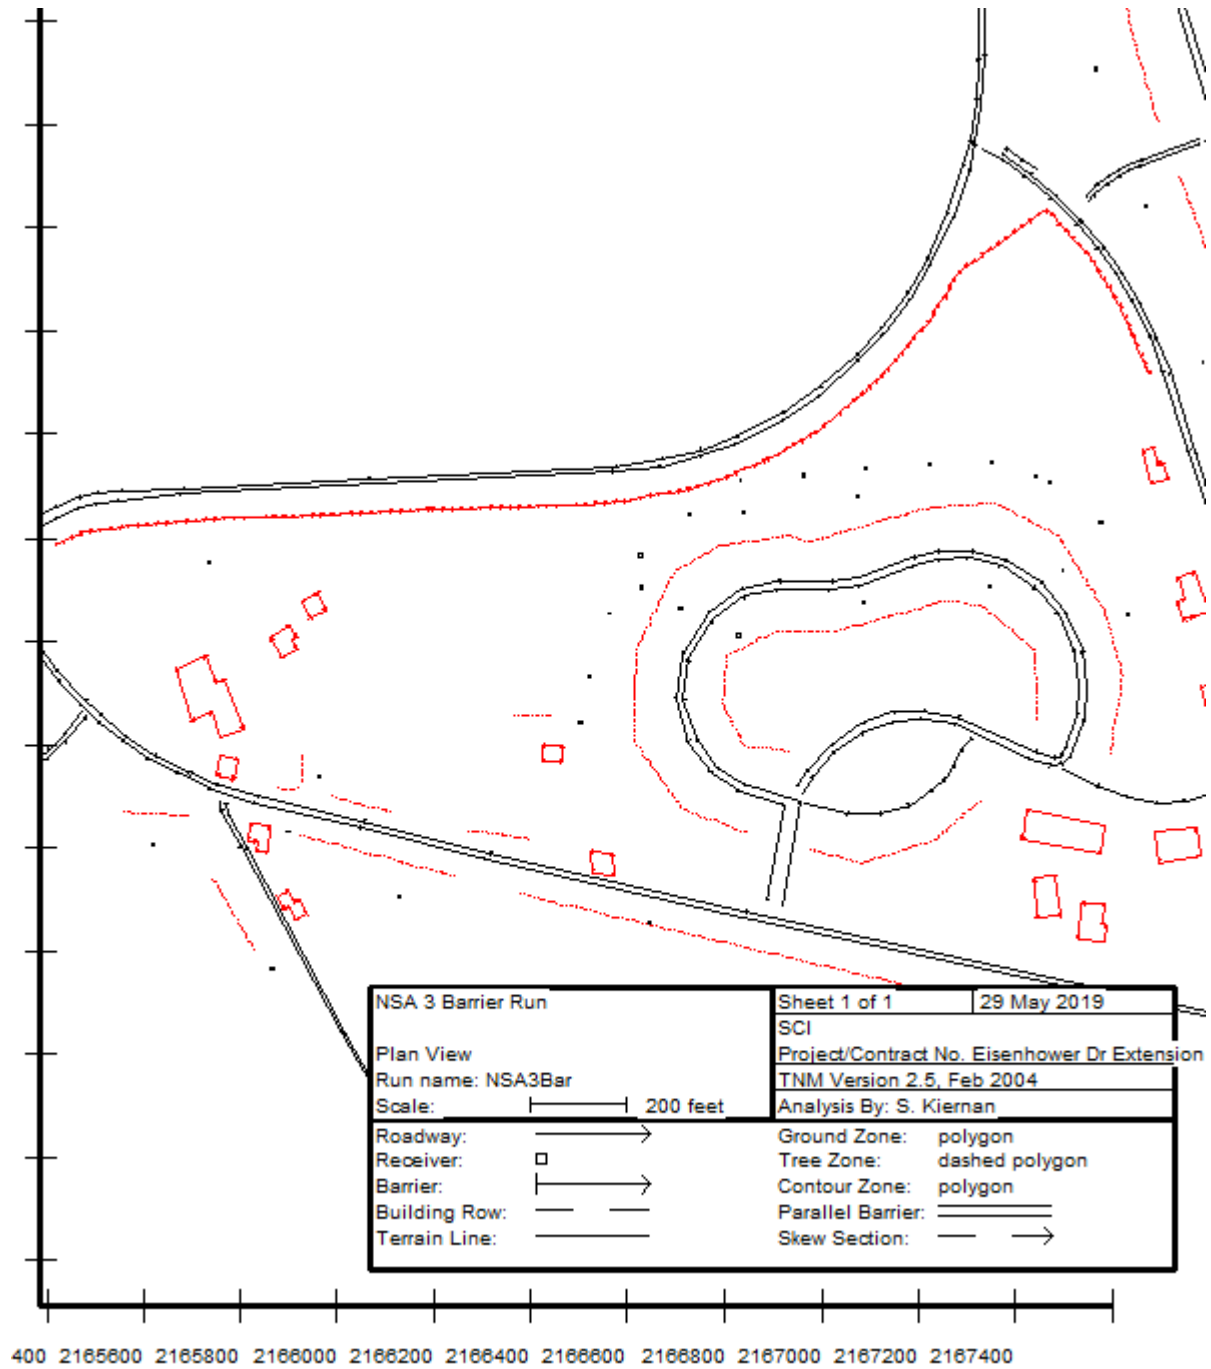 NSA 3 Barrier Run
Sheet 1 of 1
29 May 2019
SCI
Plan View
Project/Contract No. Eisenhower Dr Extension
Run name: NSA3Bar
TNM Version 2.5, Feb 2004
Scale:
200 feet
Analysis By: S. Kiernan
Roadway:
Ground Zone:
polygon
Receiver:
Tree Zone:
dashed polygon
Barrier:
Contour Zone:
polygon
Building Row:
Parallel Barrier:
Terrain Line:
Skew Section:
400 2165600 2165800 2166000 2166200 2166400 2166600 2166800 2167000 2167200 2167400